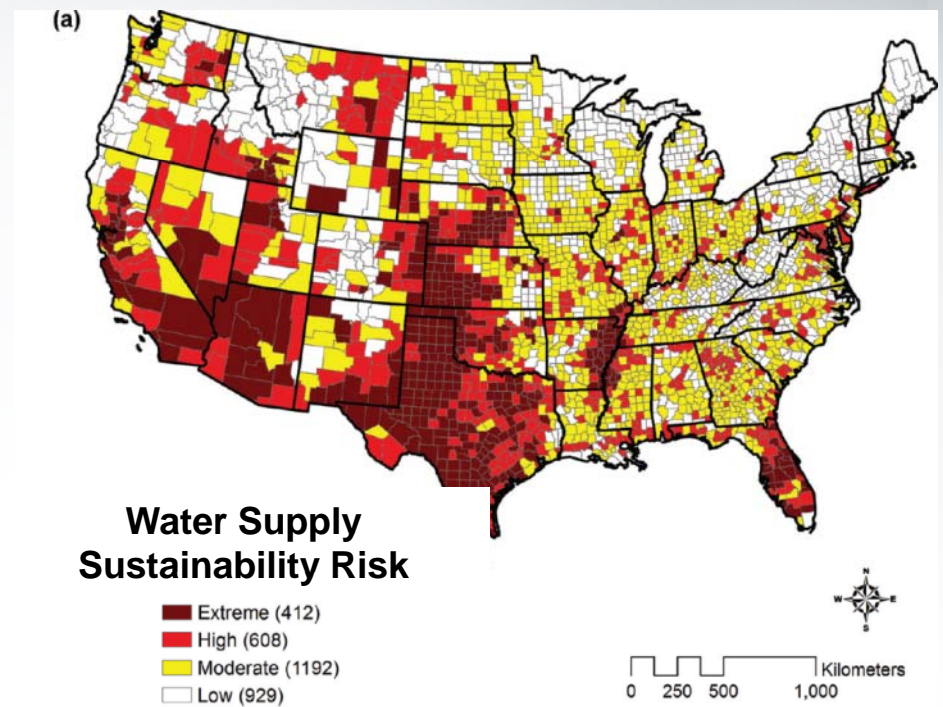 (a)
Water Supply
Sustainability Risk
Extreme (412)
High (608)
Moderate (1192)
Low (929)
N
W E
S
Kilometers
0 250 500 1,000